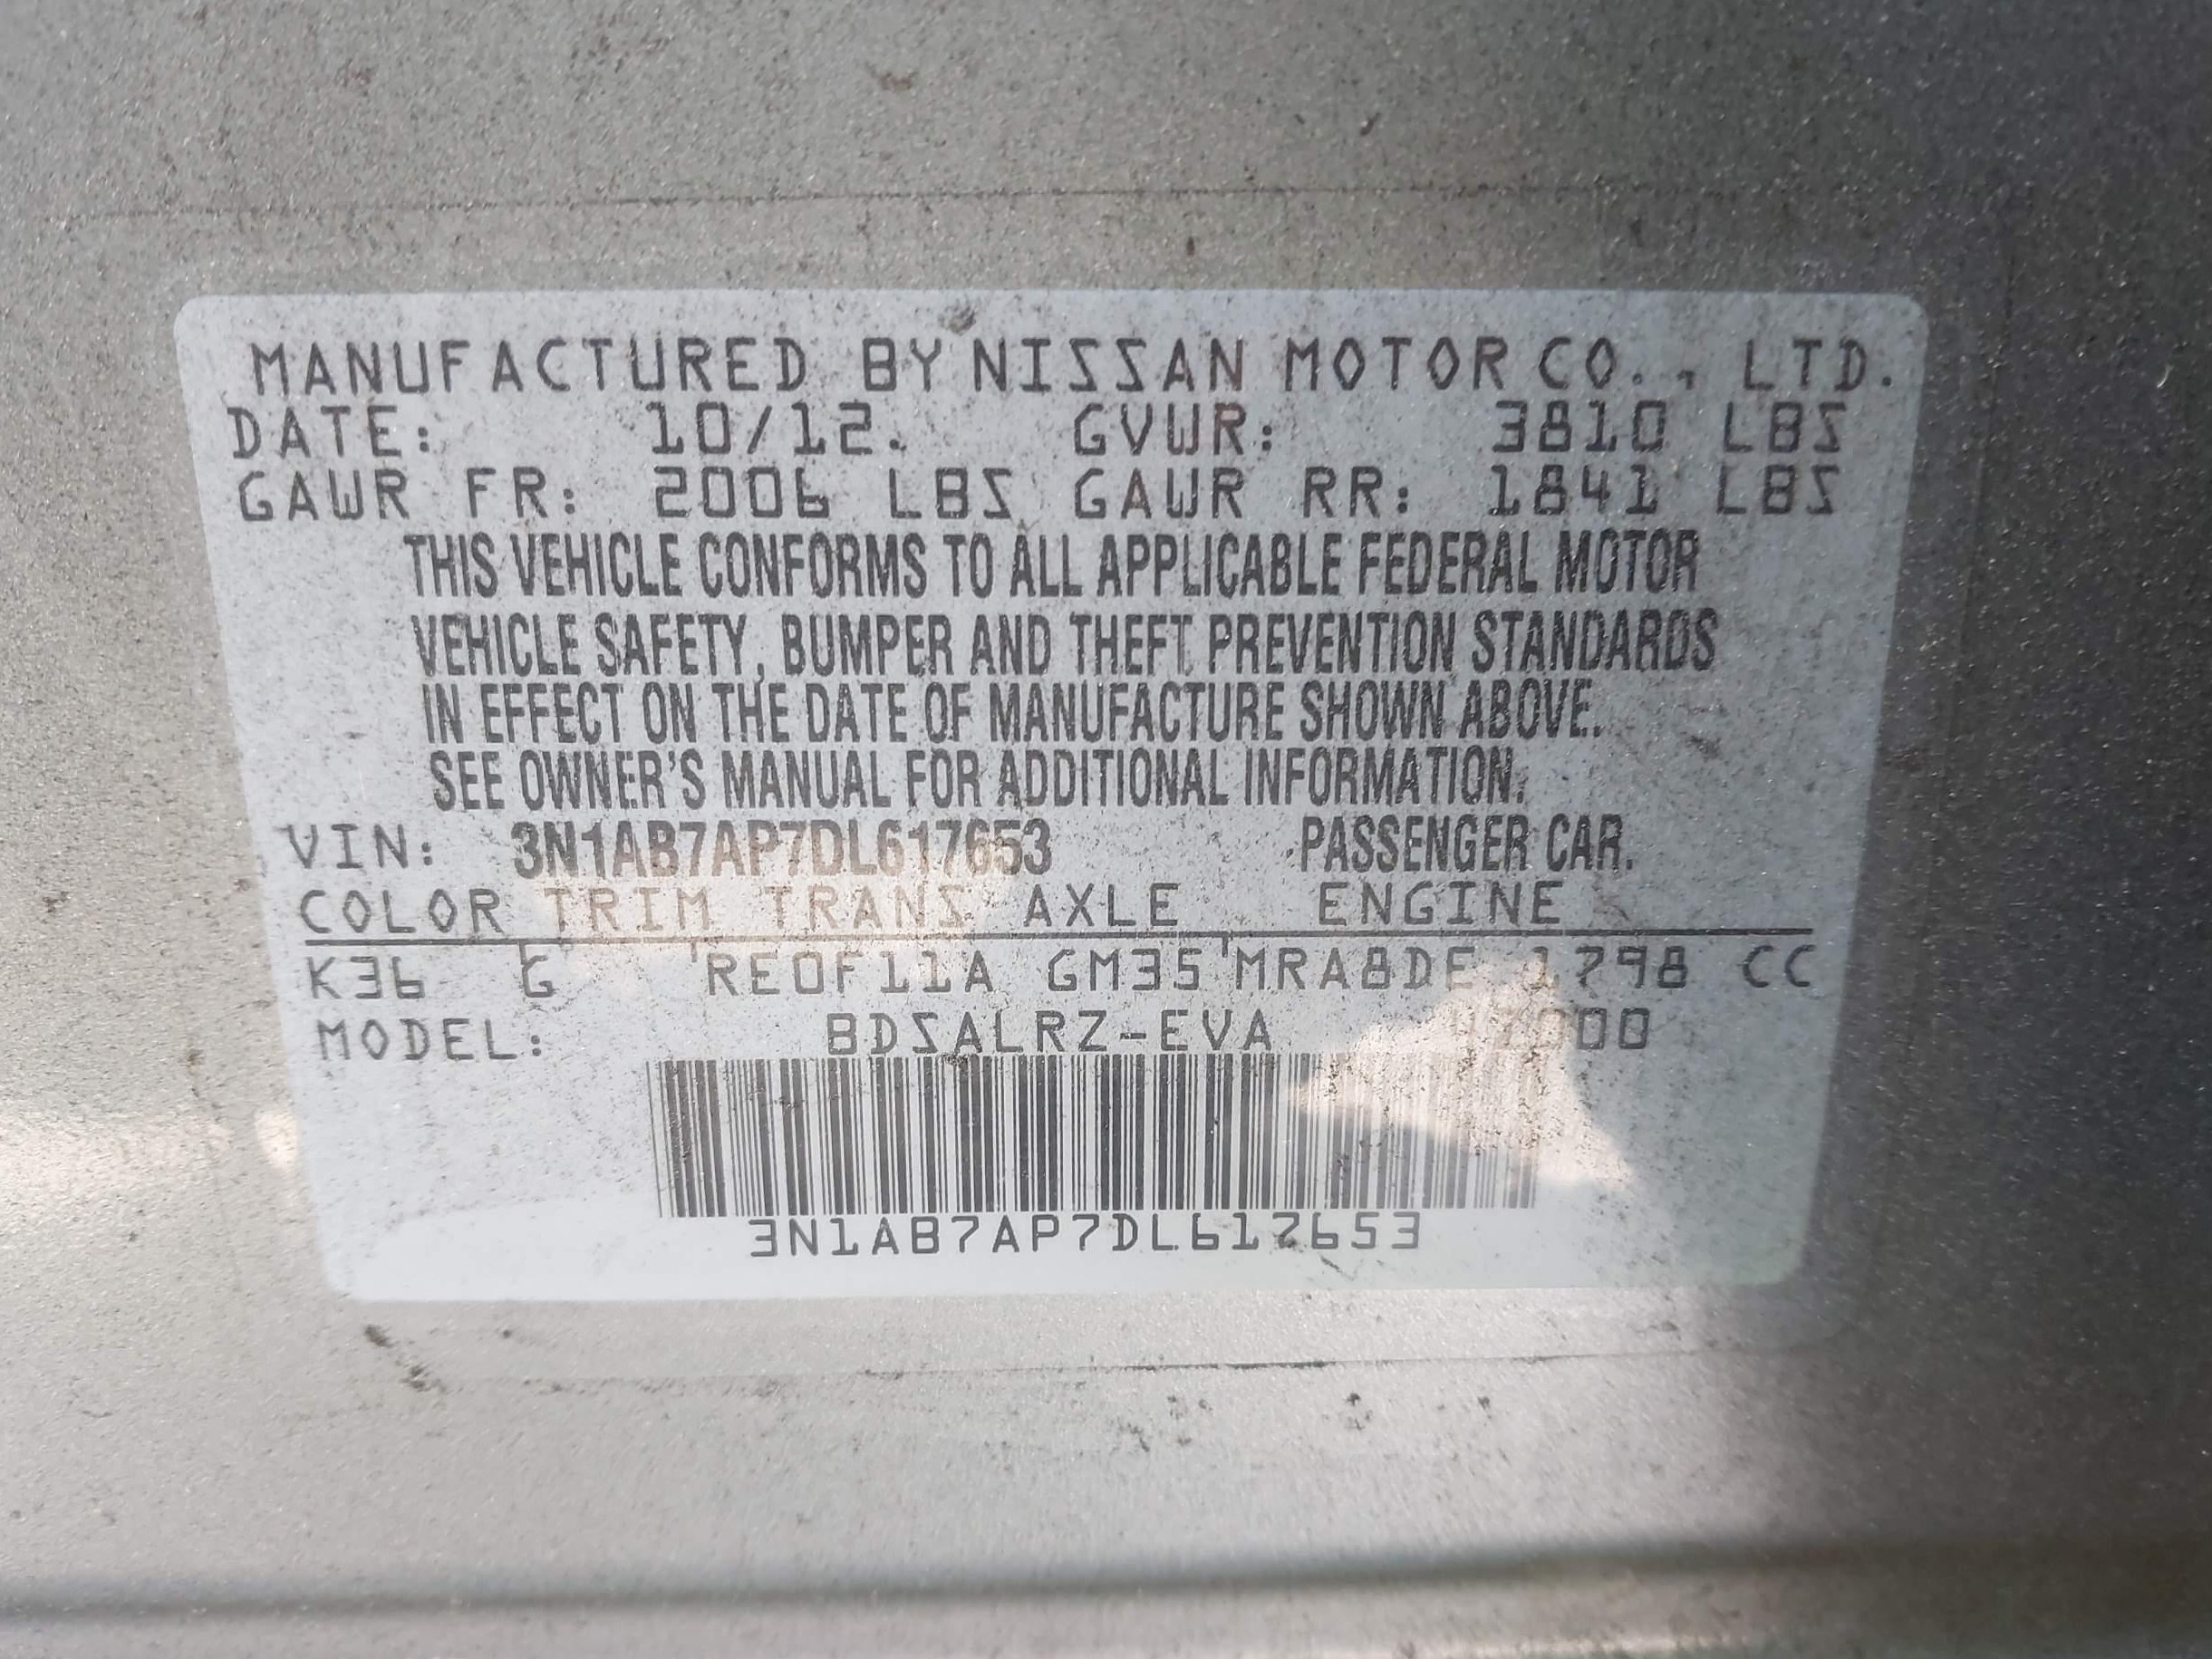 MANUFACTURED BY NISSAN MOTOR CO., LTD.
DATE: 10/12. GVWR: 3810 LBS
GAWR FR: 2006 LBS GAWR RR: 1841 LBS
THIS VEHICLE CONFORMS TO ALL APPLICABLE FEDERAL MOTOR
VEHICLE SAFETY, BUMPER AND THEFT PREVENTION STANDARDS
IN EFFECT ON THE DATE OF MANUFACTURE SHOWN ABOVE.
SEE OWNER'S MANUAL FOR ADDITIONAL INFORMATION.
VIN: 3N1AB7AP7DL617653 PASSENGER CAR.
COLOR TRIM TRANS AXLE ENGINE
K36 G RE0F11A GM35 MRA8DE 1798 CC
MODEL: BDSALRZ-EVA
3N1AB7AP7DL617653